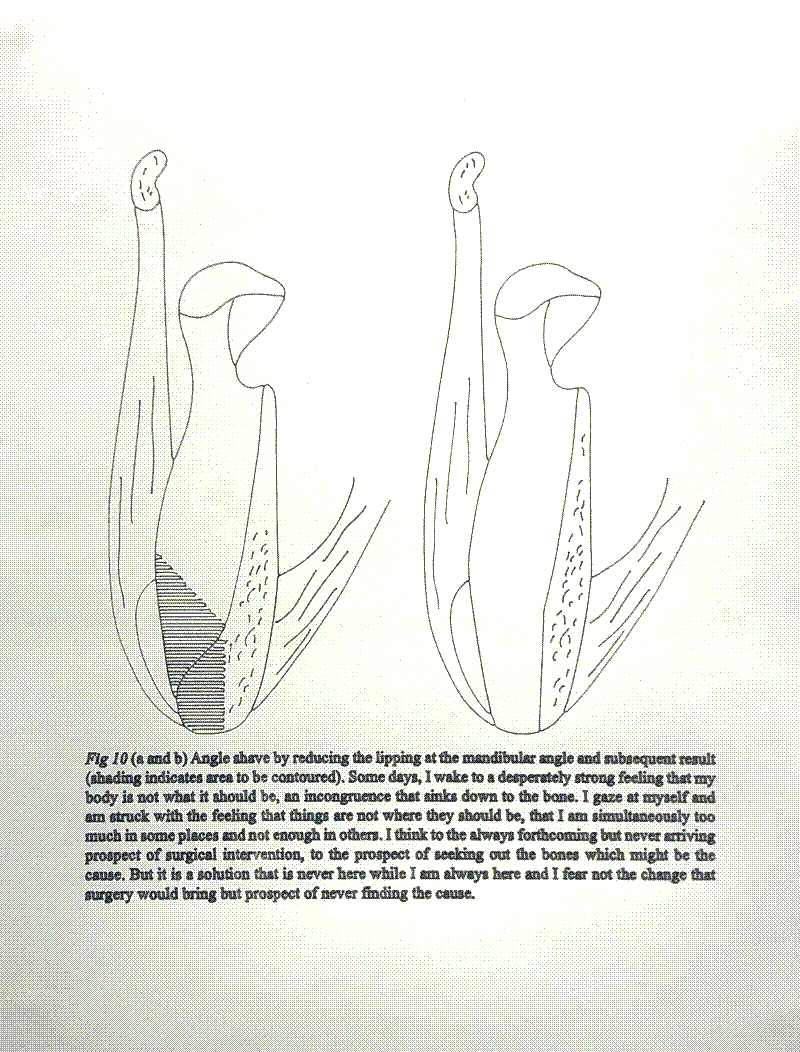 Fig 10 (a and b) Angle shave by reducing the lipping at the mandibular angle and subsequent result
(shading indicates area to be contoured). Some days, I wake to a desperately strong feeling that my
body is not what it should be, an incongruence that sinks down to the bone. I gaze at myself and
am struck with the feeling that things are not where they should be, that I am simultaneously too
much in some places and not enough in others. I think to the always forthcoming but never arriving
prospect of surgical intervention, to the prospect of seeking out the bones which might be the
cause. But it is a solution that is never here while I am always here and I fear not the change that
surgery would bring but prospect of never finding the cause.